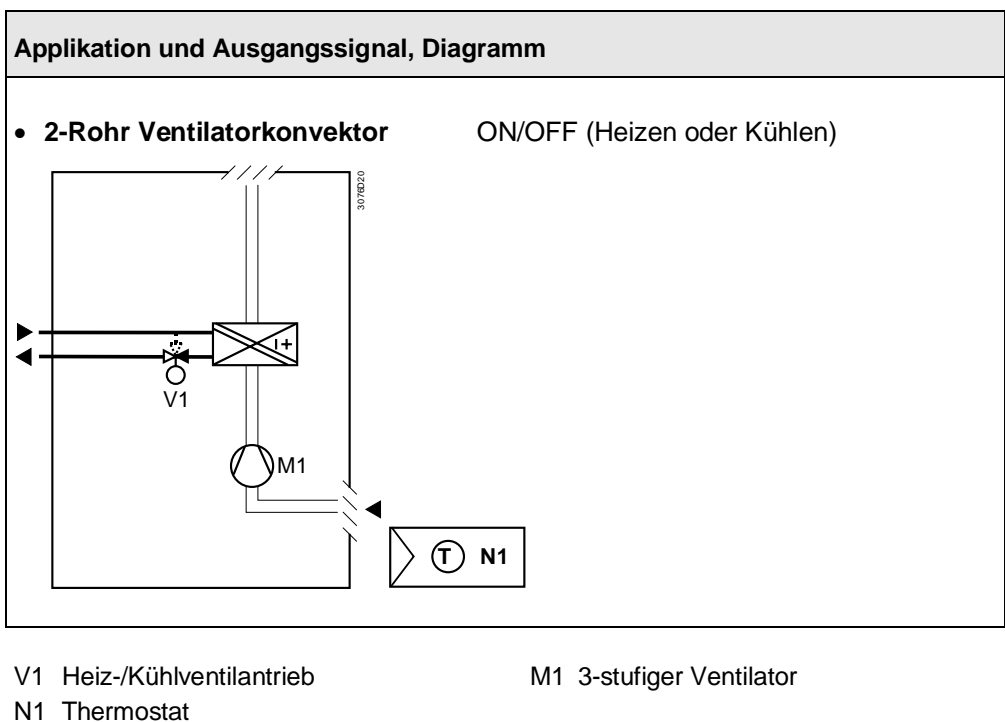 Applikation und Ausgangssignal, Diagramm
• 2-Rohr Ventilatorkonvektor ON/OFF (Heizen oder Kühlen)
3076D20
V1
M1
T N1
V1 Heiz-/Kühlventilantrieb M1 3-stufiger Ventilator
N1 Thermostat